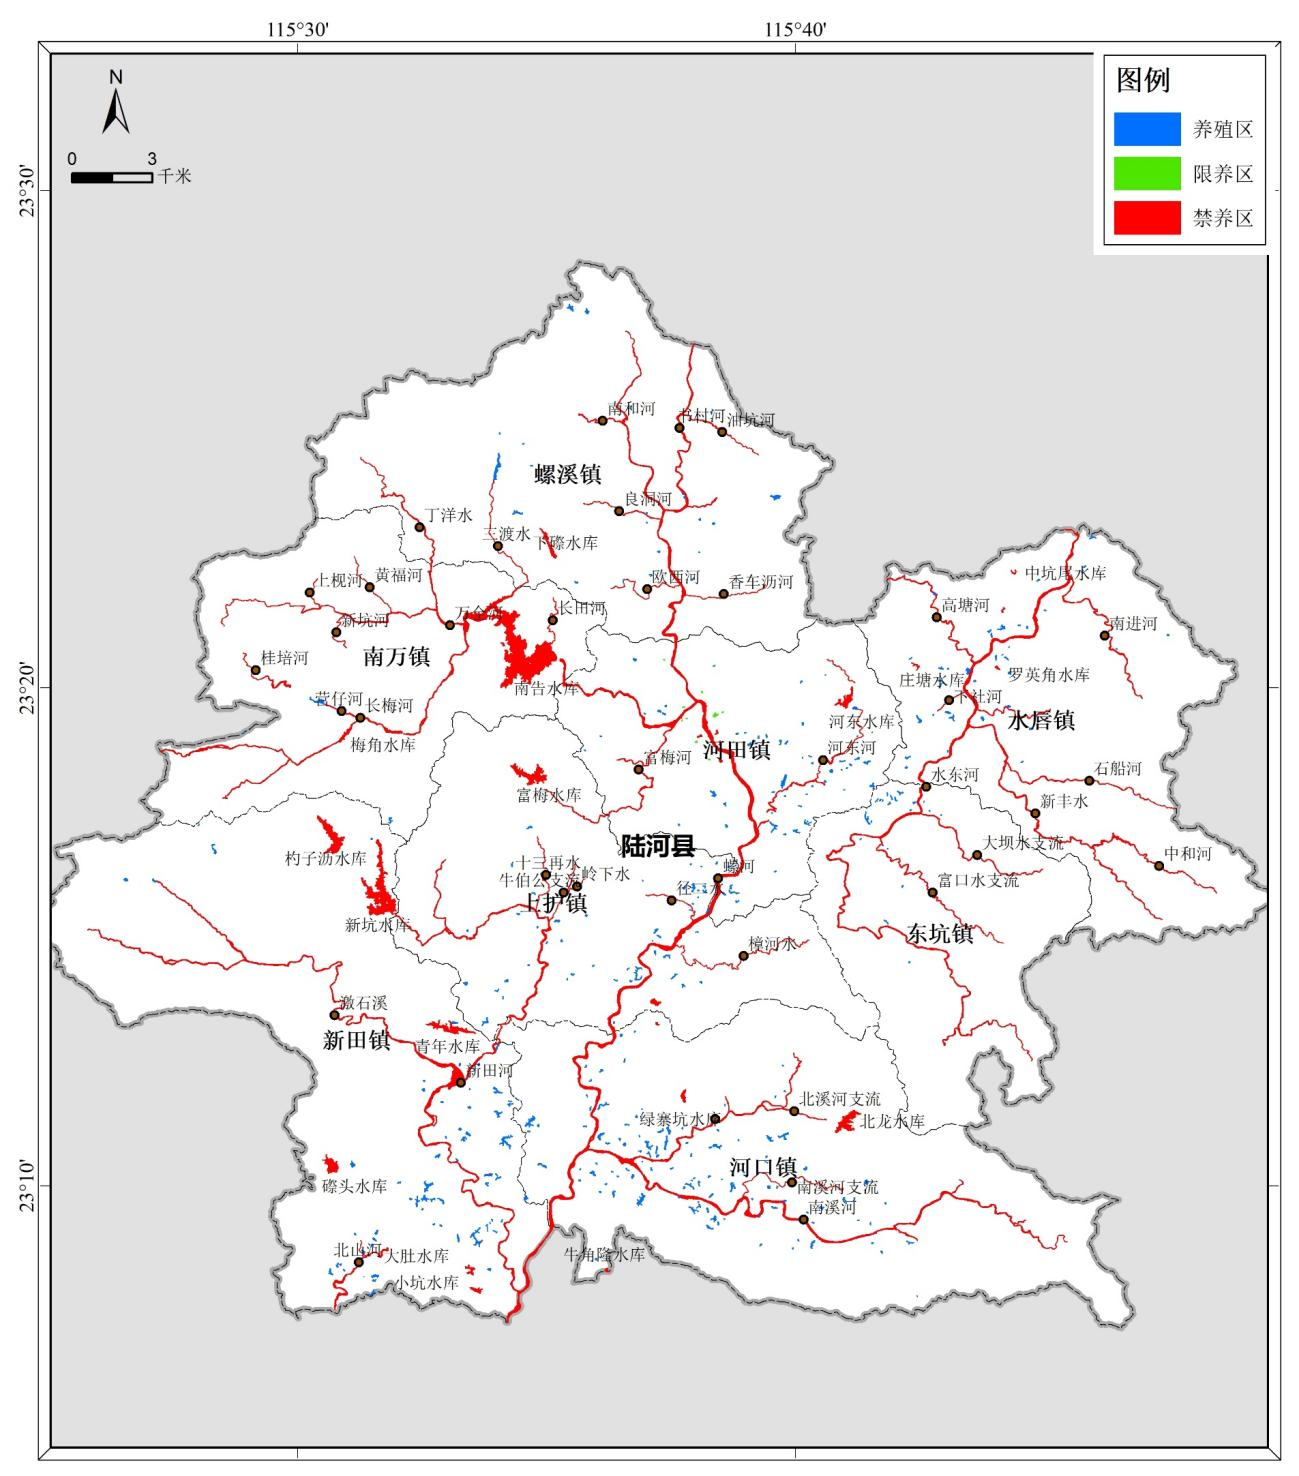 115°30'
115°40'
图例
养殖区
限养区
禁养区
N
0
3
千米
23°30'
23°20'
23°10'
南和河
书村河
油坑河
螺溪镇
良洞河
丁洋水
三渡水
下磜水库
上枧河
黄福河
欧西河
香车沥河
中坑尾水库
新坑河
万全河
长田河
高塘河
南进河
桂培河
南万镇
南告水库
庄塘水库
罗英角水库
营仔河
长梅河
下社河
水唇镇
梅角水库
河东水库
河田镇
河东河
富梅河
富梅水库
水东河
石船河
新丰水
陆河县
杓子沥水库
十三再水
牛伯公支流
岭下水
螺河
径口水
大坝水支流
中和河
富口水支流
上护镇
新坑水库
东坑镇
樟河水
激石溪
新田镇
青年水库
新田河
绿寨坑水库
北溪河支流
北龙水库
河口镇
磜头水库
南溪河支流
南溪河
北山河
大肚水库
牛角隆水库
小坑水库